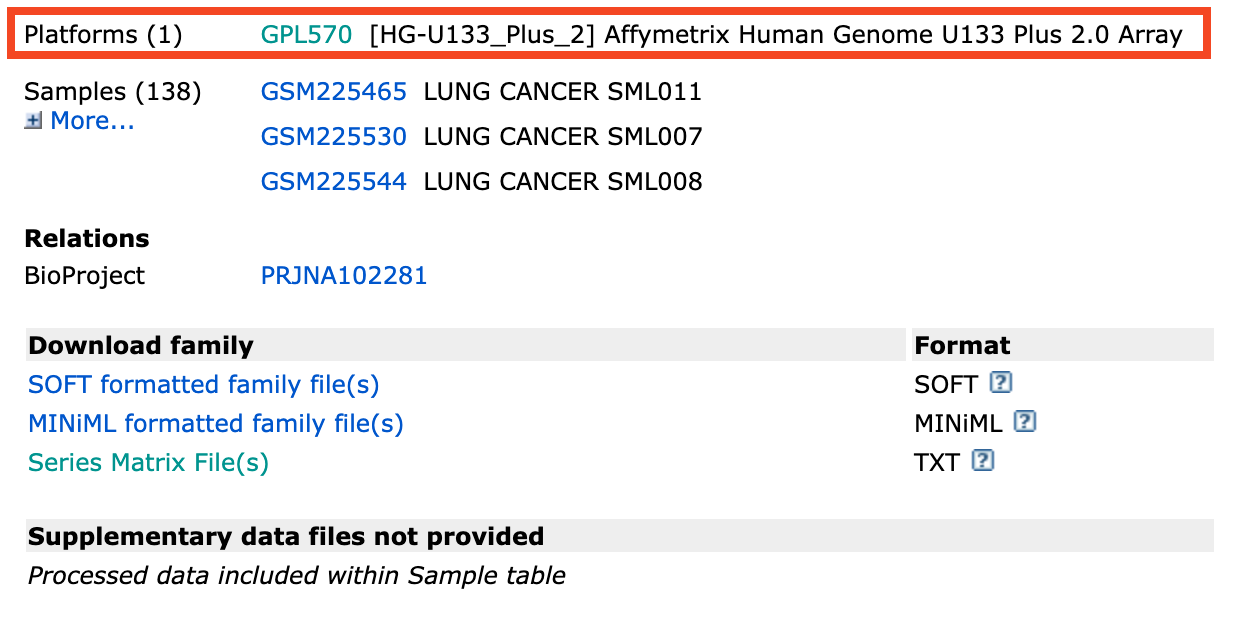 Platforms (1) GPL570 [HG-U133_Plus_2] Affymetrix Human Genome U133 Plus 2.0 Array
Samples (138) GSM225465 LUNG CANCER SML011
More...
GSM225530 LUNG CANCER SML007
GSM225544 LUNG CANCER SML008
Relations
BioProject PRJNA102281
Download family Format
SOFT formatted family file(s) SOFT ?
MINiML formatted family file(s) MINiML ?
Series Matrix File(s) TXT ?
Supplementary data files not provided
Processed data included within Sample table